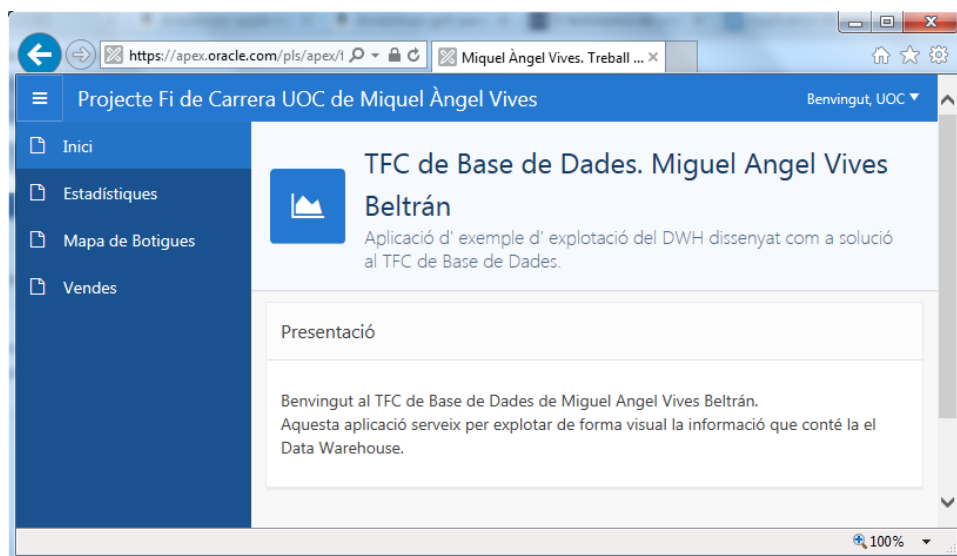 https://apex.oracle.com/pls/apex/f
Miquel Àngel Vives. Treball ...
Projecte Fi de Carrera UOC de Miquel Àngel Vives
Benvingut, UOC
Inici
Estadístiques
Mapa de Botigues
Vendes
TFC de Base de Dades. Miguel Angel Vives
Beltrán
Aplicació d' exemple d' explotació del DWH dissenyat com a solució
al TFC de Base de Dades.
Presentació
Benvingut al TFC de Base de Dades de Miguel Angel Vives Beltrán.
Aquesta aplicació serveix per explotar de forma visual la informació que conté la el
Data Warehouse.
100%